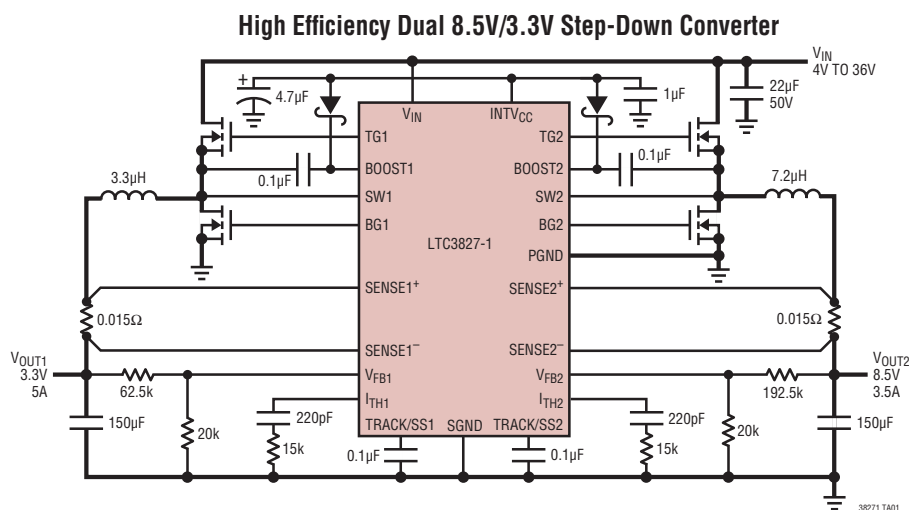 High Efficiency Dual 8.5V/3.3V Step-Down Converter
VIN
4V TO 36V
+
4.7µF
1µF
22µF
50V
VIN
INTVCC
TG1
TG2
0.1µF
BOOST1
BOOST2
0.1µF
3.3µH
7.2µH
SW1
SW2
BG1
BG2
LTC3827-1
PGND
SENSE1+
SENSE2+
0.015Ω
0.015Ω
SENSE1–
SENSE2–
VOUT1
3.3V
5A
62.5k
VFB1
VFB2
192.5k
VOUT2
8.5V
3.5A
ITH1
ITH2
150µF
20k
220pF
15k
TRACK/SS1
SGND
TRACK/SS2
220pF
15k
20k
150µF
0.1µF
0.1µF
38271 TA01